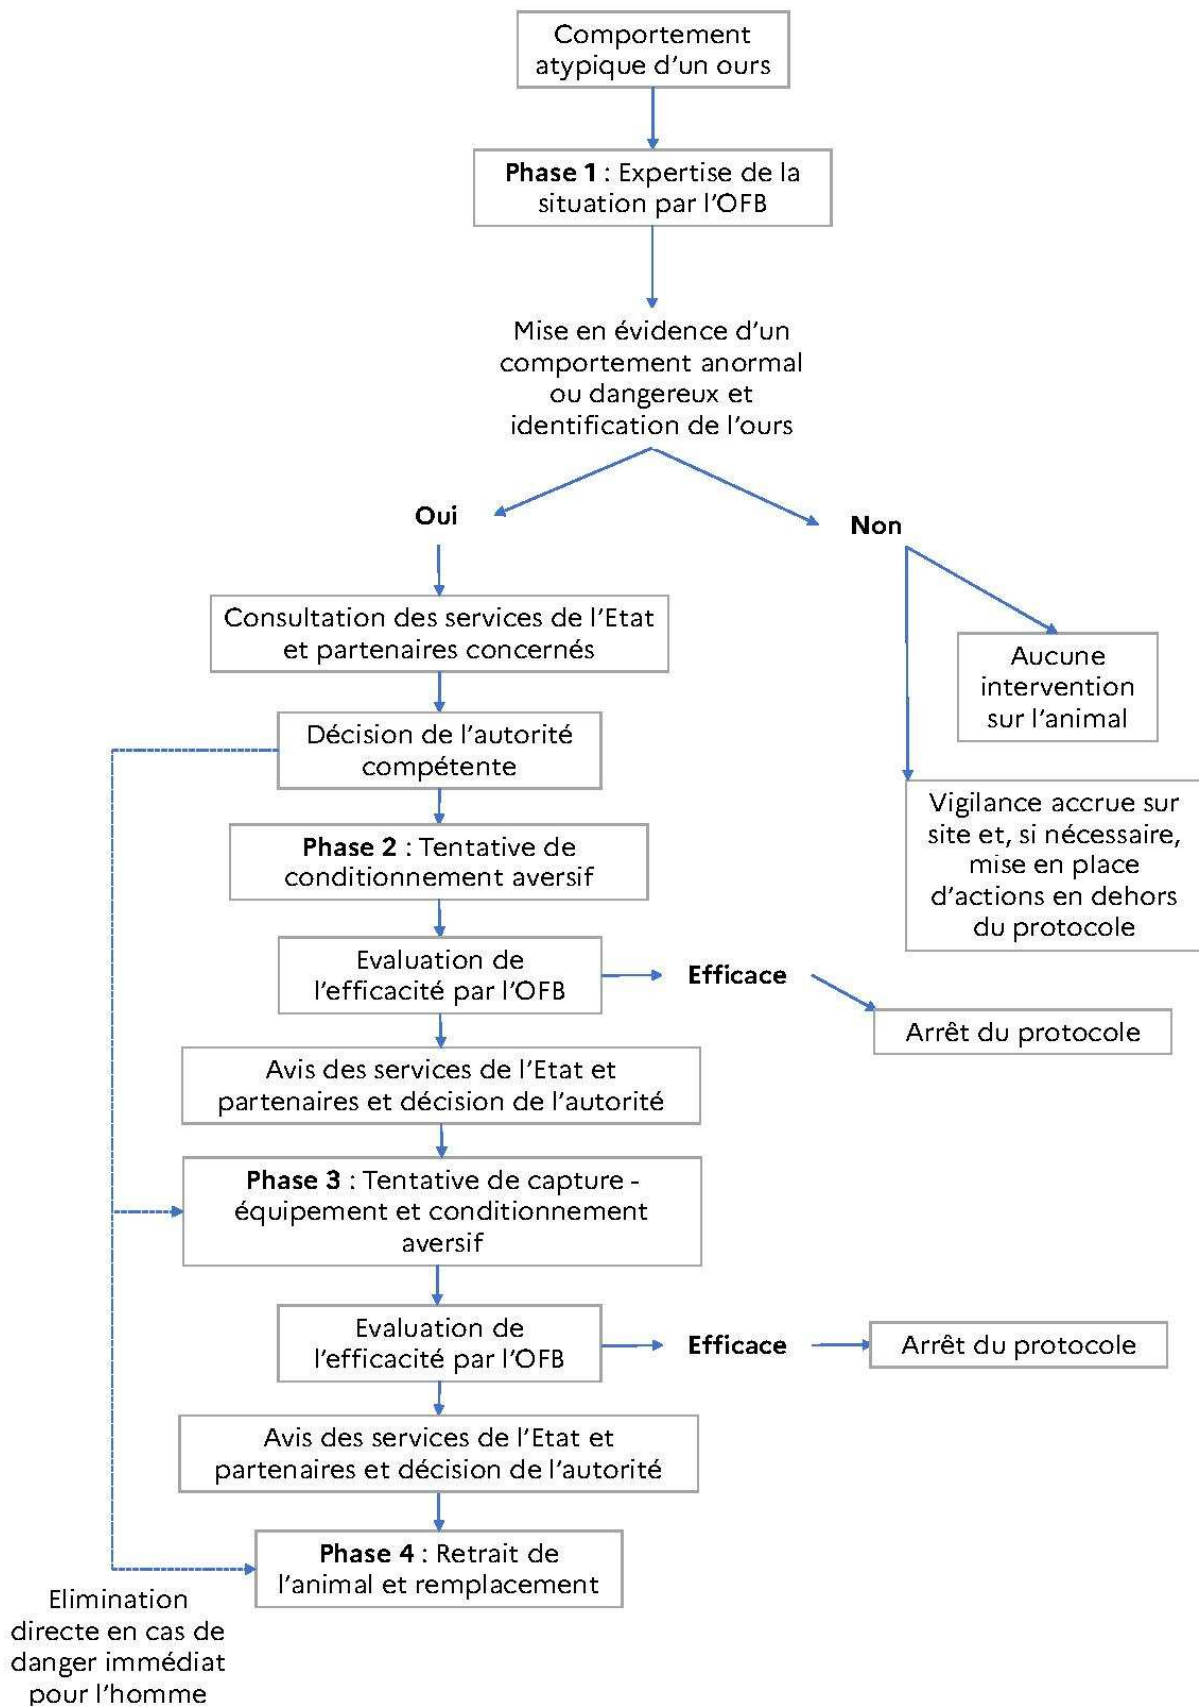 Comportement
atypique d'un ours
Phase 1 : Expertise de la
situation par l'OFB
Mise en évidence d'un
comportement anormal
ou dangereux et
identification de l'ours
Oui
Non
Consultation des services de l'Etat
et partenaires concernés
Aucune
intervention
sur l'animal
Décision de l'autorité
compétente
Vigilance accrue sur
site et, si nécessaire,
mise en place
d'actions en dehors
du protocole
Phase 2 : Tentative de
conditionnement aversif
Evaluation de
l'efficacité par l'OFB
Efficace
Arrêt du protocole
Avis des services de l'Etat et
partenaires et décision de l'autorité
Phase 3 : Tentative de capture -
équipement et conditionnement
aversif
Evaluation de
l'efficacité par l'OFB
Efficace
Arrêt du protocole
Avis des services de l'Etat et
partenaires et décision de l'autorité
Phase 4 : Retrait de
l'animal et remplacement
Elimination
directe en cas de
danger immédiat
pour l'homme